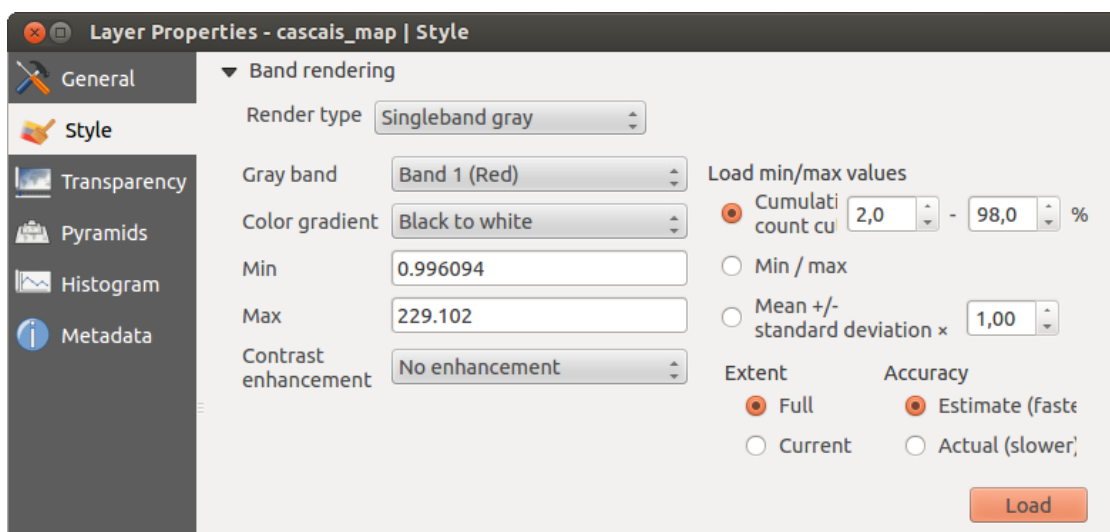 Layer Properties - cascais_map | Style
General
Style
Transparency
Pyramids
Histogram
Metadata
Band rendering
Render type Singleband gray
Gray band Band 1 (Red)
Color gradient Black to white
Min 0.996094
Max 229.102
Contrast
enhancement No enhancement
Load min/max values
Cumulati
count cu 2,0 - 98,0 %
Min / max
Mean +/-
standard deviation × 1,00
Extent Accuracy
Full Estimate (faste
Current Actual (slower)
Load